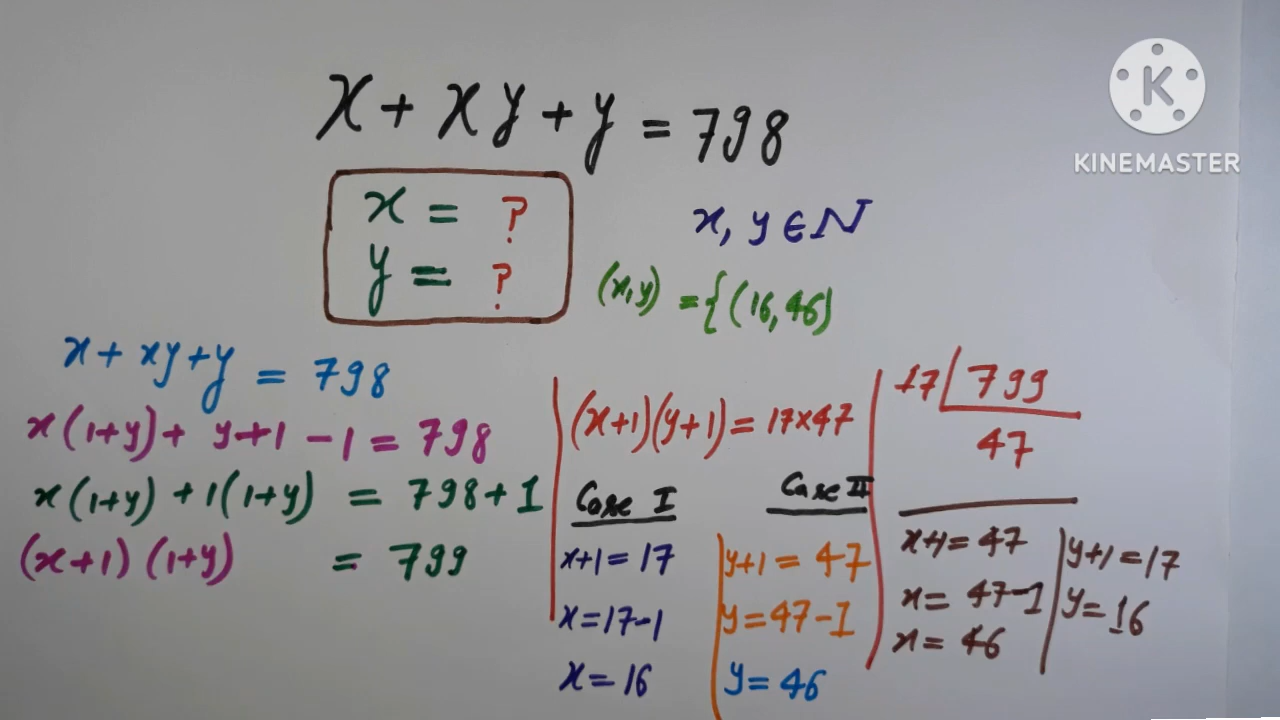 x + xy + y = 798
KINEMASTER
x = ?
y = ?
x, y ∈ N
(x,y) = {(16,46)
x + xy + y = 798
x(1+y) + y+1 - 1 = 798
x(1+y) + 1(1+y) = 798+1
(x+1) (1+y) = 799
(x+1)(y+1) = 17×47
Case I
x+1 = 17
x = 17-1
x = 16
Case II
y+1 = 47
y = 47-1
y = 46
17 799
47
x+1 = 47
x = 47-1
x = 46
y+1 = 17
y = 16